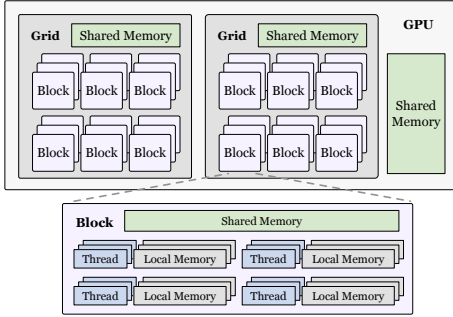 Grid Shared Memory
Grid Shared Memory
GPU
Block Block Block
Block Block Block
Block Block Block
Block Block Block
Shared
Memory
Block Shared Memory
Thread Local Memory Thread Local Memory
Thread Local Memory Thread Local Memory